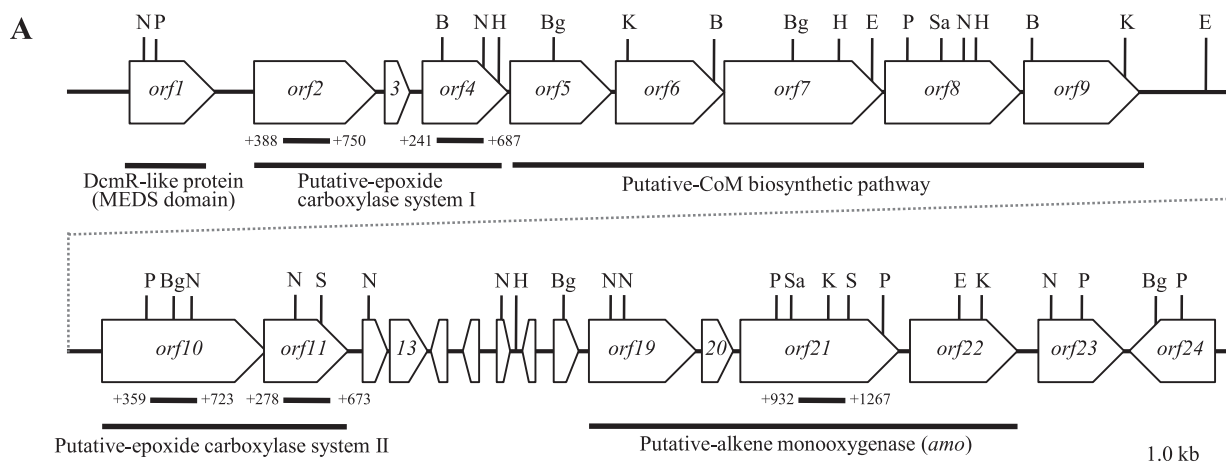 A
N P B N H Bg K B Bg H E P Sa N H B K E
orf1 orf2 3 orf4 orf5 orf6 orf7 orf8 orf9
+388 +750 +241 +687
DcmR-like protein
(MEDS domain)
Putative-epoxide
carboxylase system I
Putative-CoM biosynthetic pathway
P Bg N N S N N H Bg N N P Sa K S P E K N P Bg P
orf10 orf11 13 orf19 20 orf21 orf22 orf23 orf24
+359 +723 +278 +673 +932 +1267
Putative-epoxide carboxylase system II
Putative-alkene monooxygenase (amo)
1.0 kb